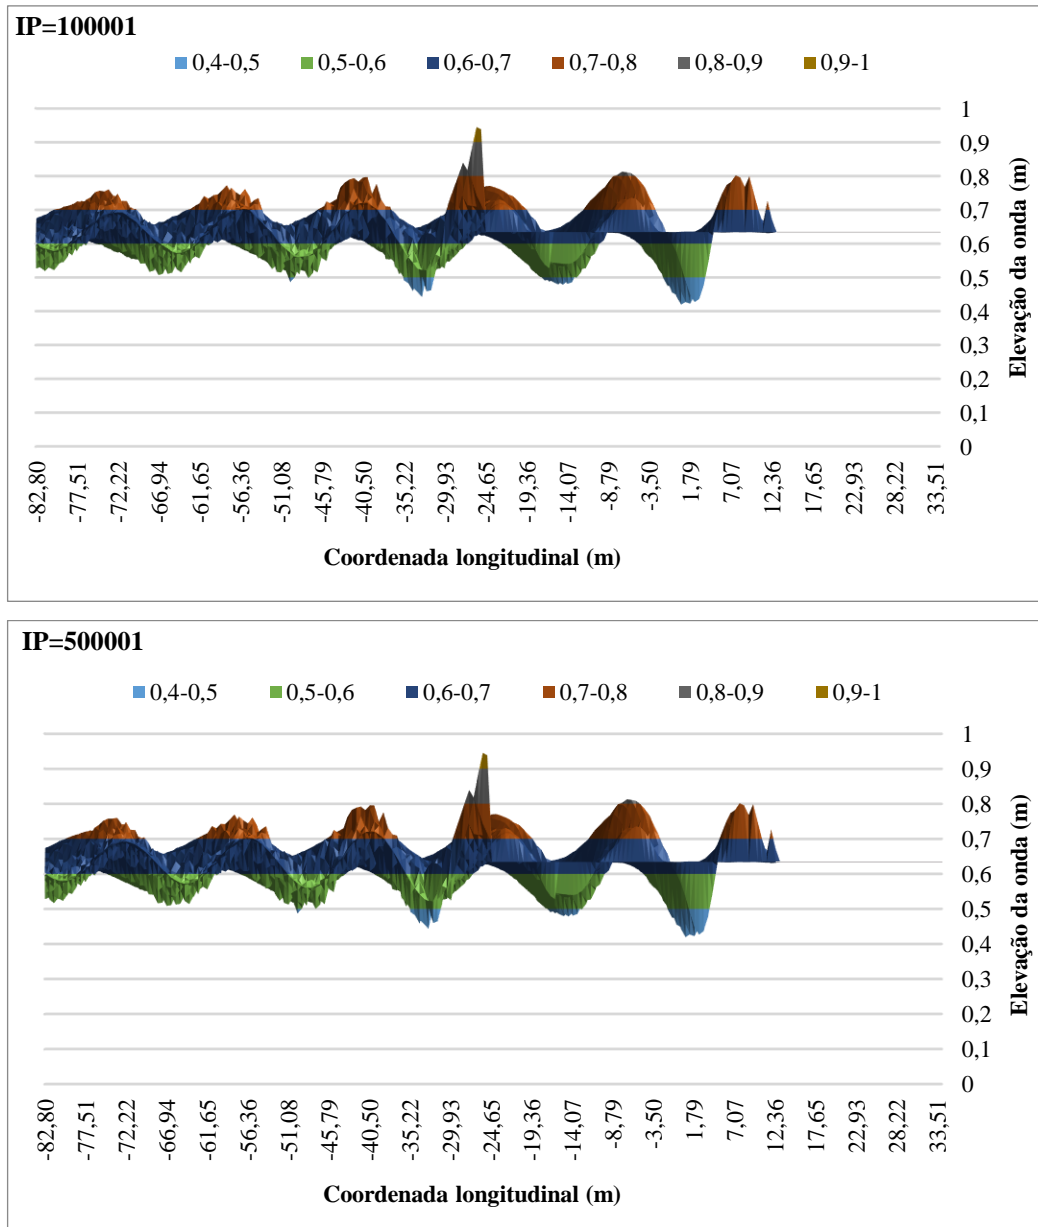 IP=100001
0,4-0,5 0,5-0,6 0,6-0,7 0,7-0,8 0,8-0,9 0,9-1
1
0,9
0,8
0,7
0,6
0,5
0,4
0,3
0,2
0,1
0
Elevação da onda (m)
-82,80 -77,51 -72,22 -66,94 -61,65 -56,36 -51,08 -45,79 -40,50 -35,22 -29,93 -24,65 -19,36 -14,07 -8,79 -3,50 1,79 7,07 12,36 17,65 22,93 28,22 33,51
Coordenada longitudinal (m)
IP=500001
0,4-0,5 0,5-0,6 0,6-0,7 0,7-0,8 0,8-0,9 0,9-1
1
0,9
0,8
0,7
0,6
0,5
0,4
0,3
0,2
0,1
0
Elevação da onda (m)
-82,80 -77,51 -72,22 -66,94 -61,65 -56,36 -51,08 -45,79 -40,50 -35,22 -29,93 -24,65 -19,36 -14,07 -8,79 -3,50 1,79 7,07 12,36 17,65 22,93 28,22 33,51
Coordenada longitudinal (m)